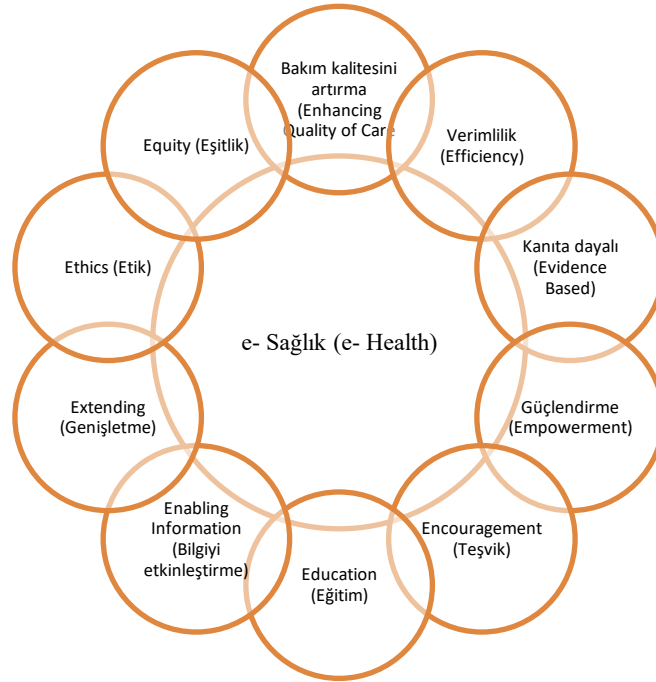 Bakım kalitesini
artırma
(Enhancing
Quality of Care
Verimlilik
(Efficiency)
Kanıta dayalı
(Evidence
Based)
Güçlendirme
(Empowerment)
Encouragement
(Teşvik)
Education
(Eğitim)
Enabling
Information
(Bilgiyi
etkinleştirme)
Extending
(Genişletme)
Ethics (Etik)
Equity (Eşitlik)
e- Sağlık (e- Health)